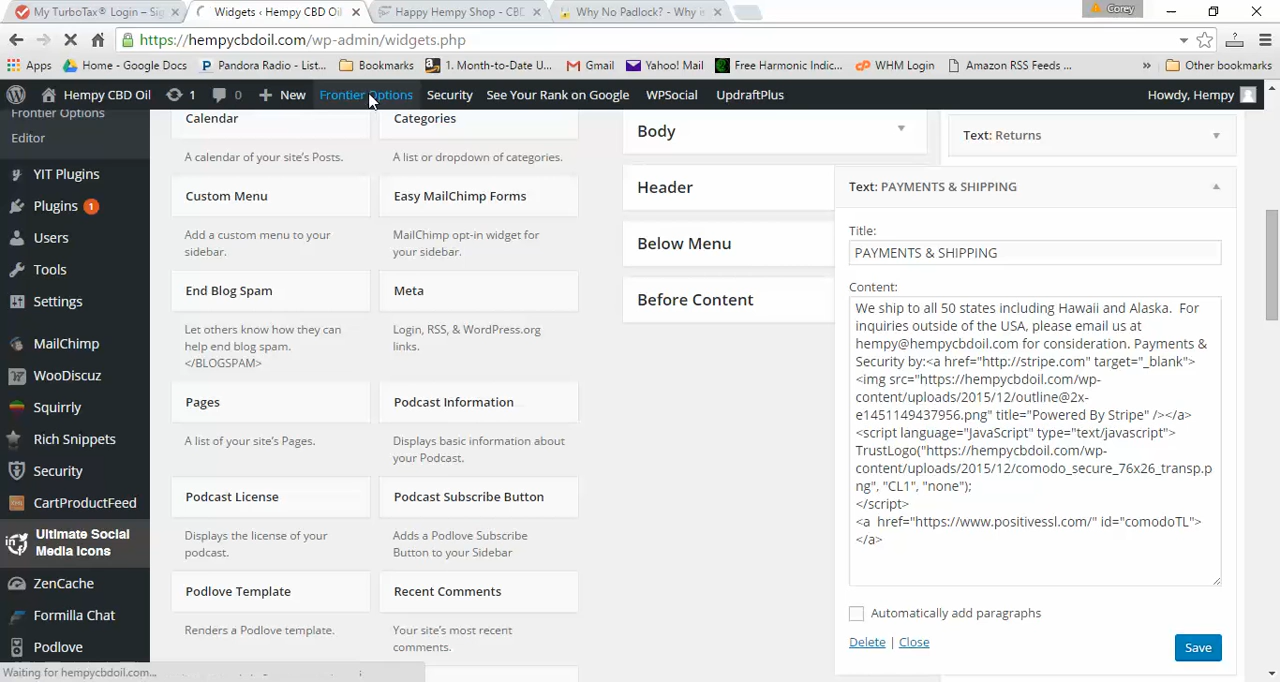 My TurboTax® Login – Sig
Widgets ‹ Hempy CBD Oil
Happy Hempy Shop - CBD
Why No Padlock? - Why is
Corey
https://hempycbdoil.com/wp-admin/widgets.php
Apps
Home - Google Docs
Pandora Radio - List...
Bookmarks
1. Month-to-Date U...
Gmail
Yahoo! Mail
Free Harmonic Indic...
WHM Login
Amazon RSS Feeds ...
»
Other bookmarks
Hempy CBD Oil
1
0
New
Frontier Options
Security
See Your Rank on Google
WPSocial
UpdraftPlus
Howdy, Hempy
Frontier Options
Editor
YIT Plugins
Plugins 1
Users
Tools
Settings
MailChimp
WooDiscuz
Squirrly
Rich Snippets
Security
CartProductFeed
Ultimate Social
Media Icons
ZenCache
Formilla Chat
Podlove
Waiting for hempycbdoil.com...
Calendar
A calendar of your site’s Posts.
Categories
A list or dropdown of categories.
Custom Menu
Add a custom menu to your
sidebar.
Easy MailChimp Forms
MailChimp opt-in widget for
your sidebar.
End Blog Spam
Let others know how they can
help end blog spam.
</BLOGSPAM>
Meta
Login, RSS, & WordPress.org
links.
Pages
A list of your site’s Pages.
Podcast Information
Displays basic information about
your Podcast.
Podcast License
Displays the license of your
podcast.
Podcast Subscribe Button
Adds a Podlove Subscribe
Button to your Sidebar
Podlove Template
Renders a Podlove template.
Recent Comments
Your site’s most recent
comments.
Body
Header
Below Menu
Before Content
Text: Returns
Text: PAYMENTS & SHIPPING
Title:
PAYMENTS & SHIPPING
Content:
We ship to all 50 states including Hawaii and Alaska.  For
inquiries outside of the USA, please email us at
hempy@hempycbdoil.com for consideration. Payments &
Security by:<a href="http://stripe.com" target="_blank">
<img src="https://hempycbdoil.com/wp-
content/uploads/2015/12/outline@2x-
e1451149437956.png" title="Powered By Stripe" /></a>
<script language="JavaScript" type="text/javascript">
TrustLogo("https://hempycbdoil.com/wp-
content/uploads/2015/12/comodo_secure_76x26_transp.p
ng", "CL1", "none");
</script>
<a  href="https://www.positivessl.com/" id="comodoTL">
</a>
Automatically add paragraphs
Delete | Close
Save